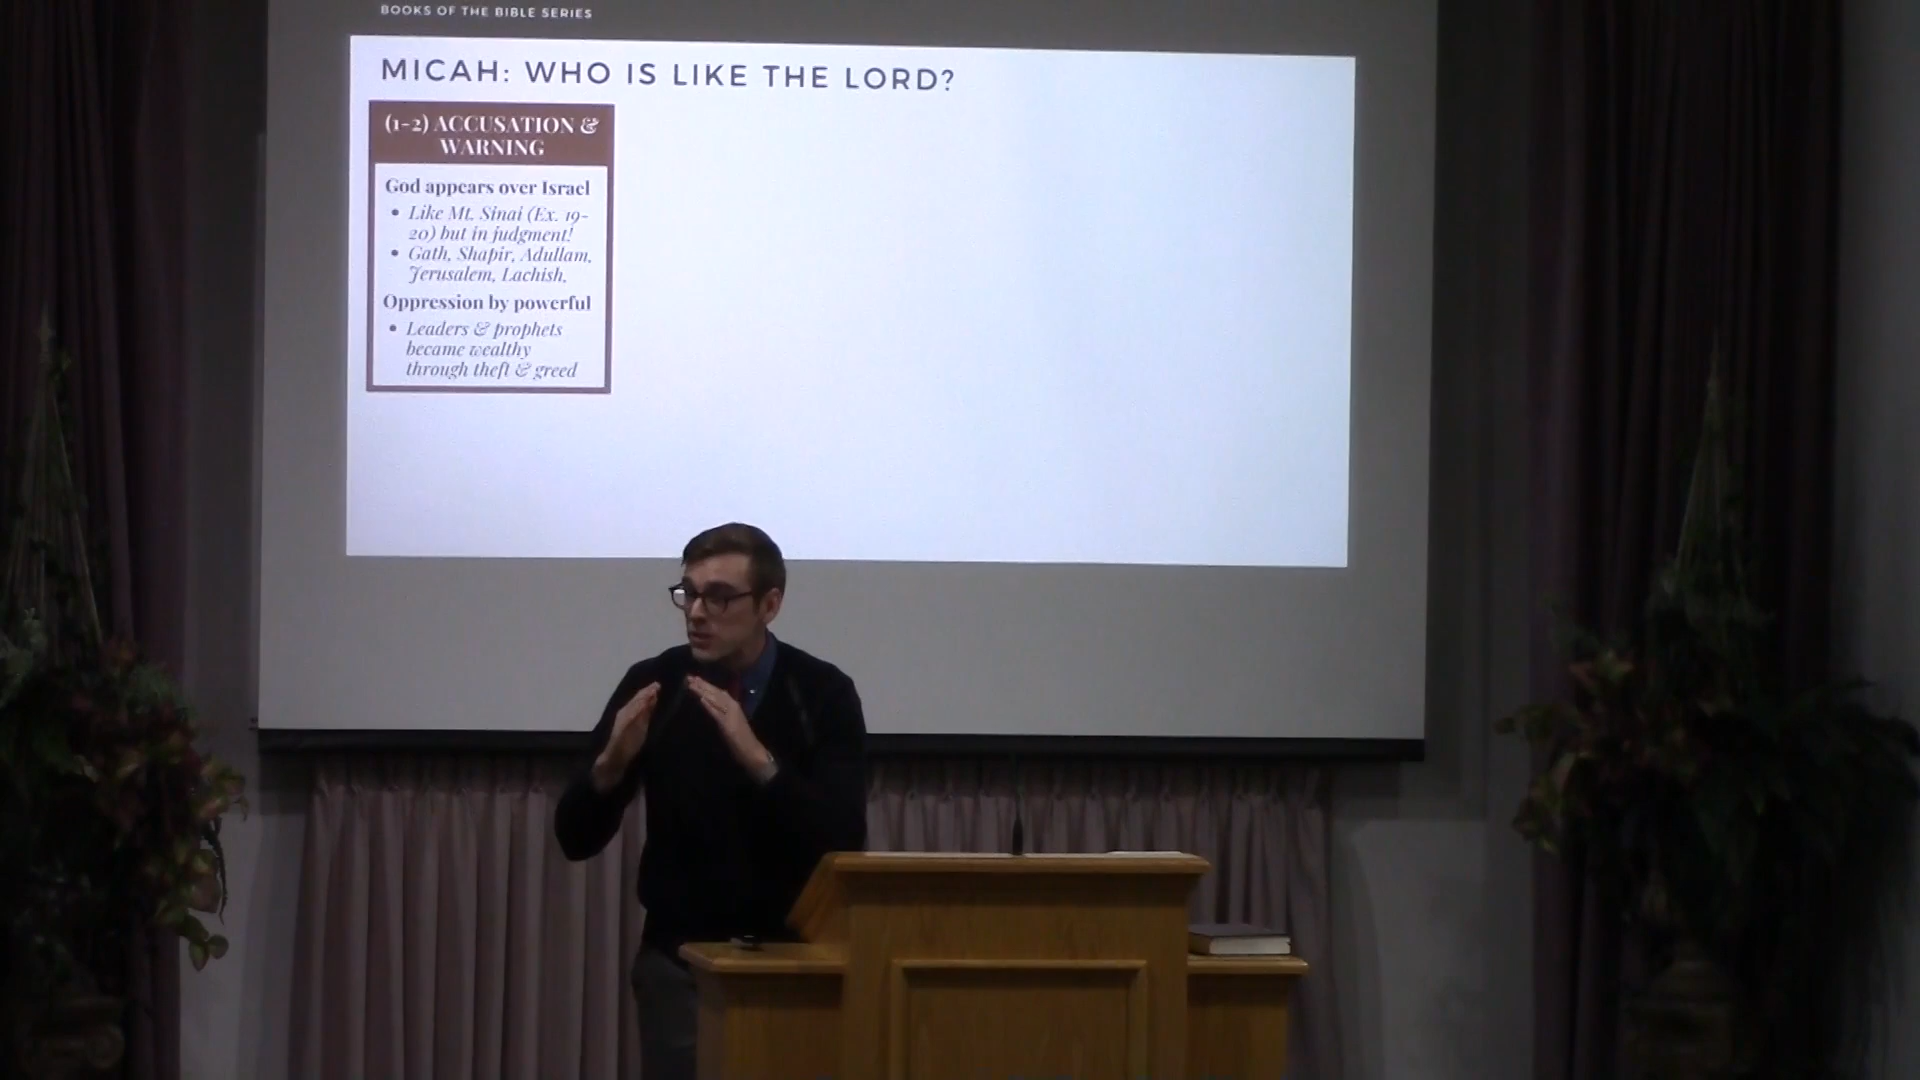 BOOKS OF THE BIBLE SERIES
MICAH: WHO IS LIKE THE LORD?
(1-2) ACCUSATION &
WARNING
God appears over Israel
• Like Mt. Sinai (Ex. 19-
20) but in judgment!
• Gath, Shapir, Adullam,
Jerusalem, Lachish,
Oppression by powerful
• Leaders & prophets
became wealthy
through theft & greed